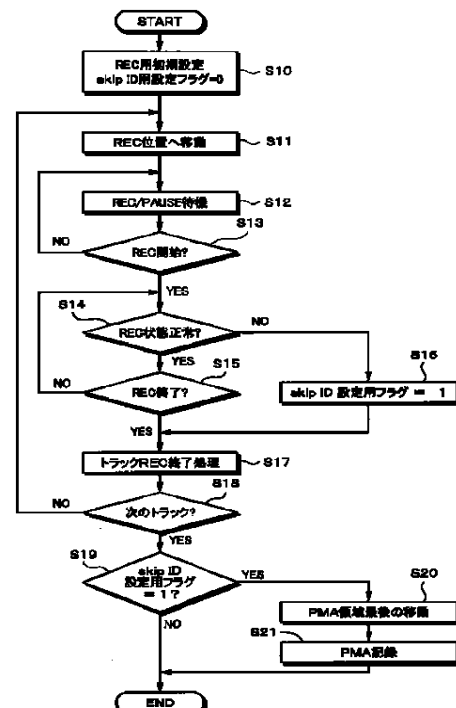 START
REC用初期設定
skip ID用設定フラグ=0
S10
REC位置へ移動
S11
REC/PAUSE待機
S12
S13
REC開始?
NO
YES
S14
REC状態正常?
NO
YES
S15
S16
REC終了?
NO
skip ID 設定用フラグ = 1
YES
トラックREC終了処理
S17
S18
次のトラック?
NO
YES
S19
skip ID
設定用フラグ
= 1?
YES
S20
PMA領域最後の移動
NO
S21
PMA記録
END